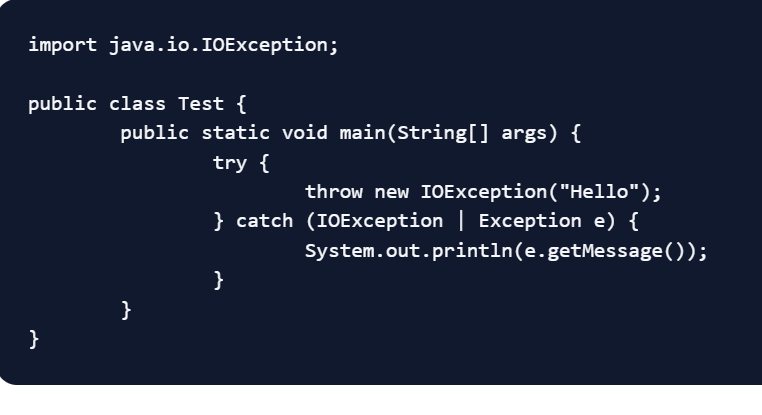 import java.io.IOException;
public class Test {
public static void main(String[] args) {
try {
throw new IOException("Hello");
} catch (IOException | Exception e) {
System.out.println(e.getMessage());
}
}
}